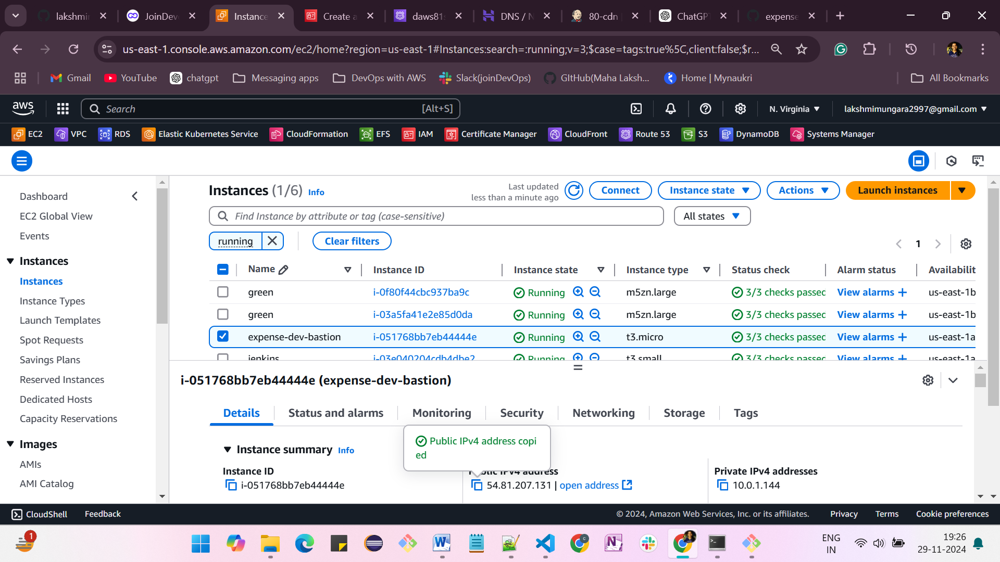 lakshmi
JoinDev
Instance
Create a
daws81s
DNS / N
80-cdn
ChatGPT
expense
us-east-1.console.aws.amazon.com/ec2/home?region=us-east-1#Instances:search=:running;v=3;$case=tags:true%5C,client:false;$r...
Gmail
YouTube
chatgpt
Messaging apps
DevOps with AWS
Slack(joinDevOps)
GItHub(Maha Laksh...
Home | Mynaukri
All Bookmarks
aws
Search
[Alt+S]
N. Virginia
lakshmimungara2997@gmail.com
EC2
VPC
RDS
Elastic Kubernetes Service
CloudFormation
EFS
IAM
Certificate Manager
CloudFront
Route 53
S3
DynamoDB
Systems Manager
Dashboard
EC2 Global View
Events
Instances
Instances
Instance Types
Launch Templates
Spot Requests
Savings Plans
Reserved Instances
Dedicated Hosts
Capacity Reservations
Images
AMIs
AMI Catalog
Instances (1/6) Info
Last updated
less than a minute ago
Connect
Instance state
Actions
Launch instances
Find Instance by attribute or tag (case-sensitive)
All states
running
Clear filters
1
Name Instance ID Instance state Instance type Status check Alarm status Availabilit
green i-0f80f44cbc937ba9c Running m5zn.large 3/3 checks passed View alarms + us-east-1b
green i-03a5fa41e2e85d0da Running m5zn.large 3/3 checks passed View alarms + us-east-1b
expense-dev-bastion i-051768bb7eb44444e Running t3.micro 3/3 checks passed View alarms + us-east-1a
jenkins i-03e040204cdb4dbe2 Running t3.small 3/3 checks passed View alarms + us-east-1a
i-051768bb7eb44444e (expense-dev-bastion)
Details
Status and alarms
Monitoring
Security
Networking
Storage
Tags
Public IPv4 address copi
ed
Instance summary Info
Instance ID
i-051768bb7eb44444e
Public IPv4 address
54.81.207.131 | open address
Private IPv4 addresses
10.0.1.144
CloudShell
Feedback
© 2024, Amazon Web Services, Inc. or its affiliates.
Privacy
Terms
Cookie preferences
1
ENG
IN
19:26
29-11-2024